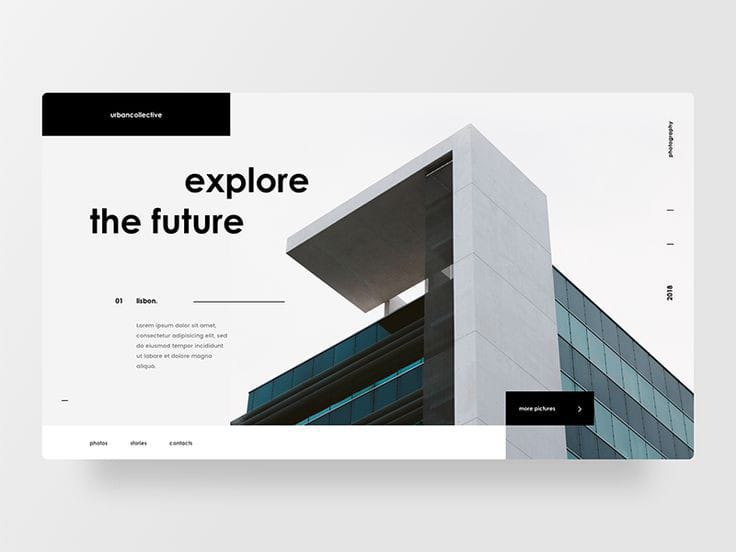 urbancollective
photography
explore
the future
2018
01 lisbon.
Lorem ipsum dolor sit amet,
consectetur adipisicing elit, sed
do eiusmod tempor incididunt
ut labore et dolore magna
aliqua.
more pictures
photos stories contacts